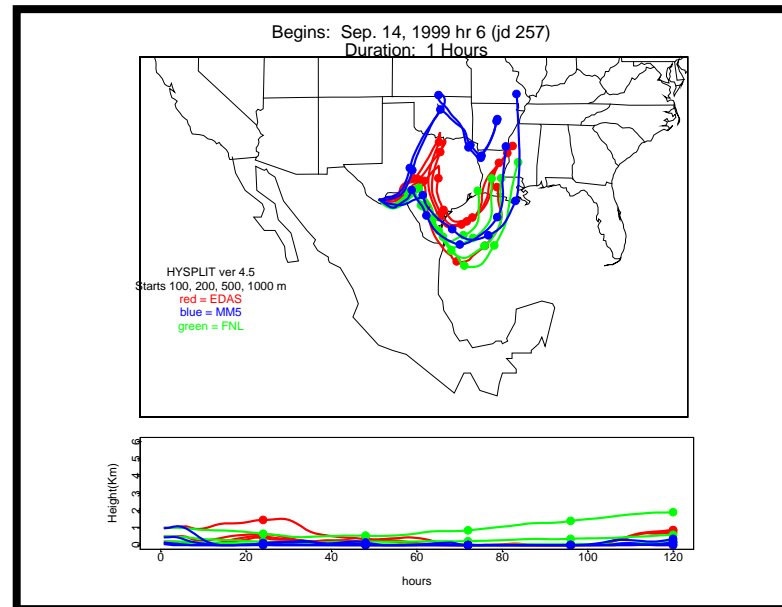 Begins: Sep. 14, 1999 hr 6 (jd 257)
Duration: 1 Hours
HYSPLIT ver 4.5
Starts 100, 200, 500, 1000 m
red = EDAS
blue = MM5
green = FNL
Height(Km)
6
5
4
3
2
1
0
0 20 40 60 80 100 120
hours